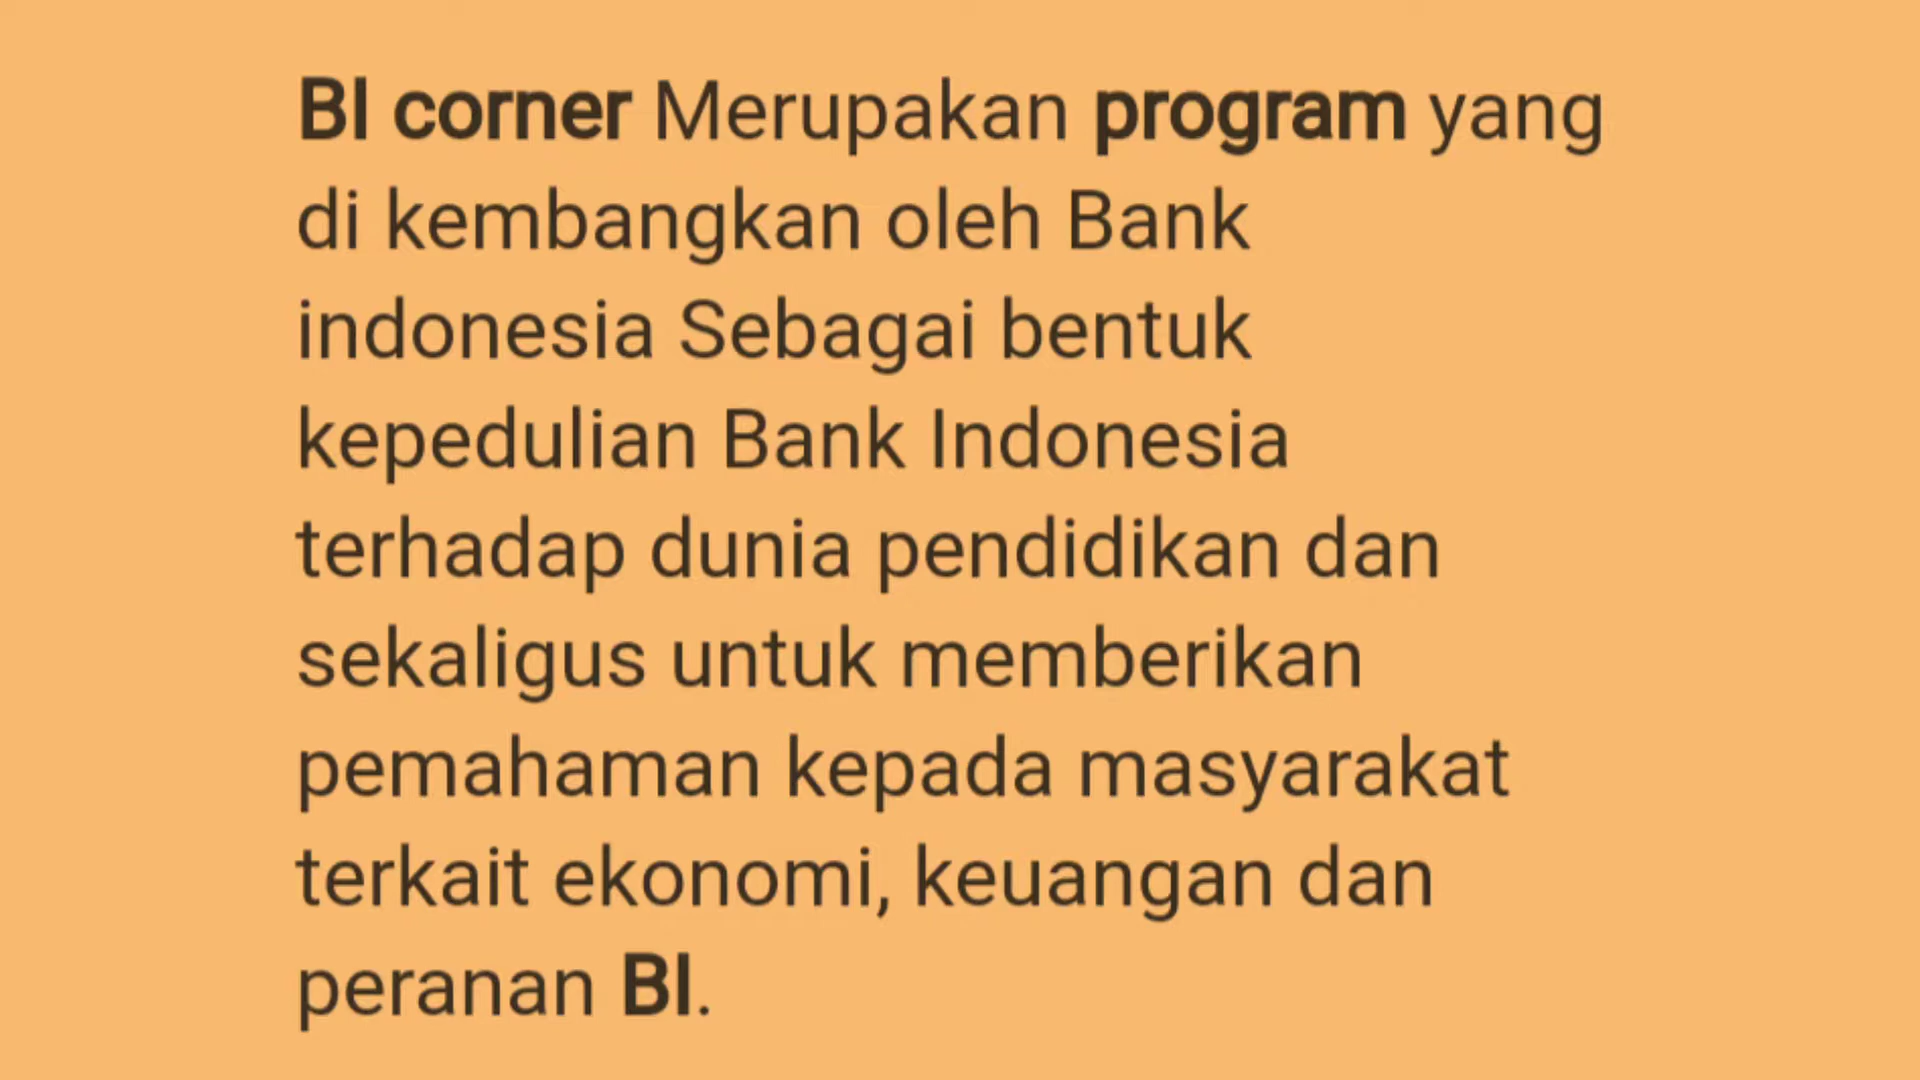 BI corner Merupakan program yang
di kembangkan oleh Bank
indonesia Sebagai bentuk
kepedulian Bank Indonesia
terhadap dunia pendidikan dan
sekaligus untuk memberikan
pemahaman kepada masyarakat
terkait ekonomi, keuangan dan
peranan BI.